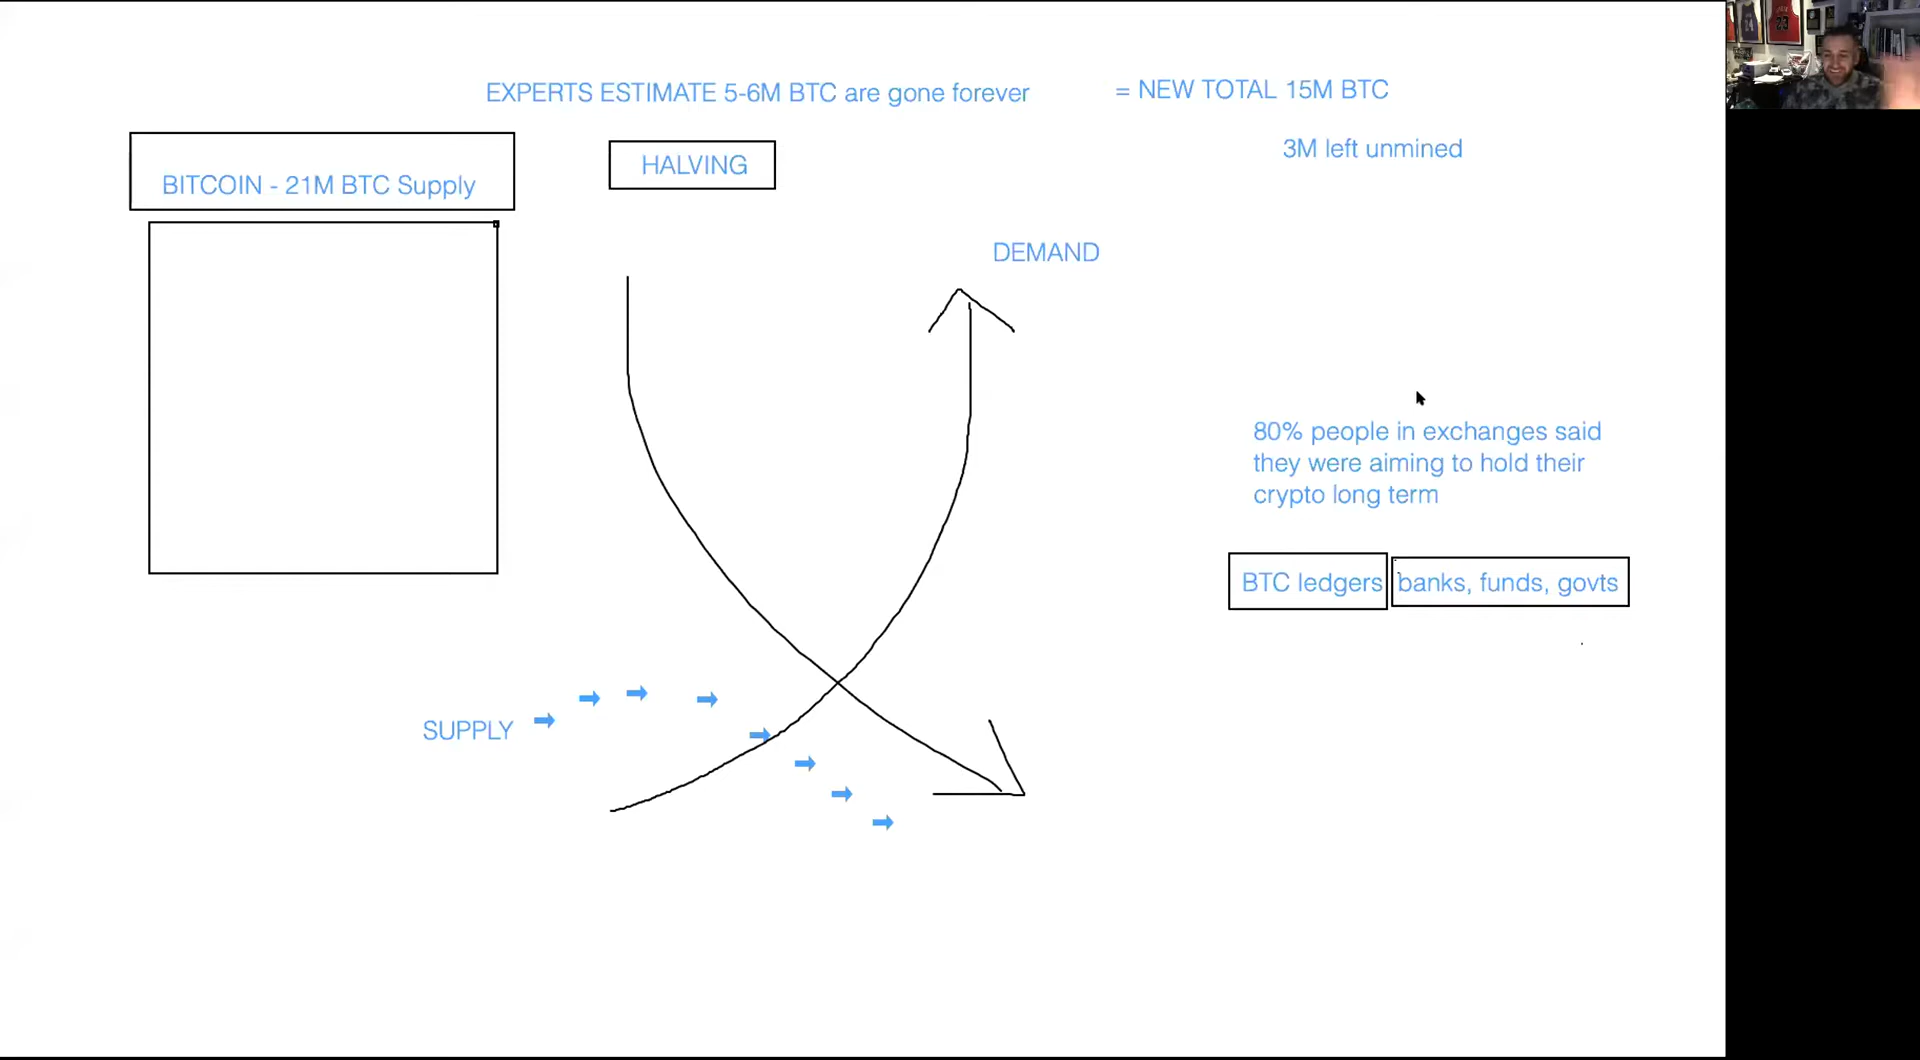 EXPERTS ESTIMATE 5-6M BTC are gone forever
= NEW TOTAL 15M BTC
3M left unmined
BITCOIN - 21M BTC Supply
HALVING
DEMAND
80% people in exchanges said
they were aiming to hold their
crypto long term
BTC ledgers
banks, funds, govts
SUPPLY
23